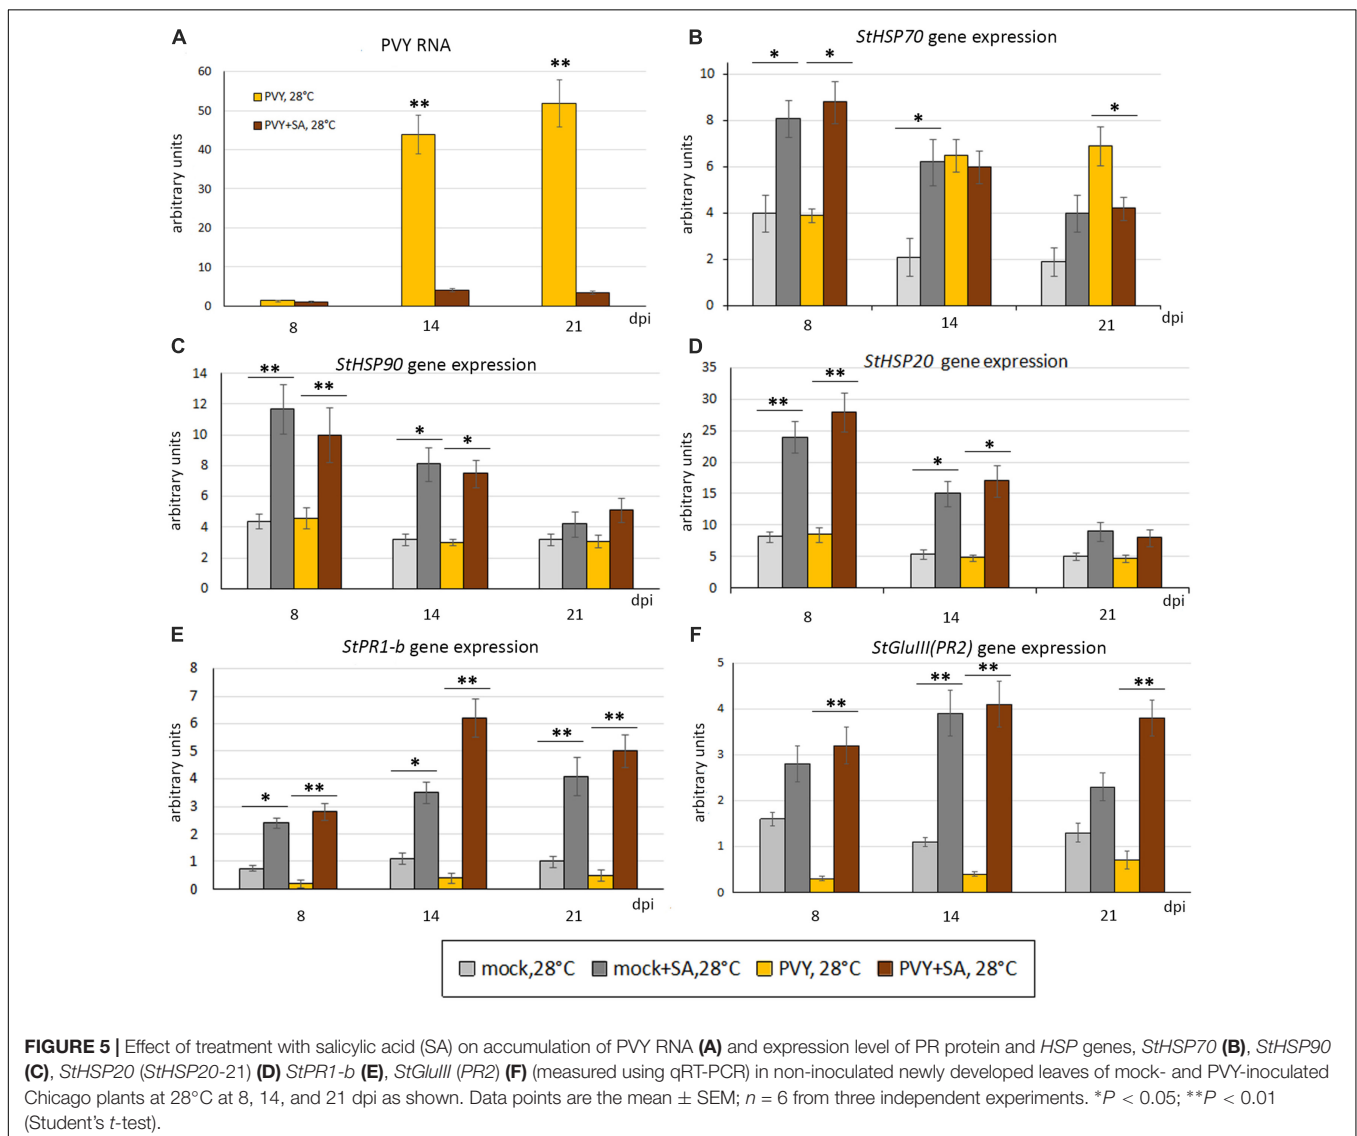 A
PVY RNA
arbitrary units
60
50
40
30
20
10
0
PVY, 28°C
PVY+SA, 28°C
**
**
8
14
21
dpi
B
StHSP70 gene expression
arbitrary units
10
8
6
4
2
0
*
*
*
*
8
14
21
dpi
C
StHSP90 gene expression
arbitrary units
14
12
10
8
6
4
2
0
**
**
*
*
8
14
21
dpi
D
StHSP20 gene expression
arbitrary units
35
30
25
20
15
10
5
0
**
**
*
*
8
14
21
dpi
E
StPR1-b gene expression
arbitrary units
8
7
6
5
4
3
2
1
0
*
**
*
**
**
**
8
14
21
dpi
F
StGluIII(PR2) gene expression
arbitrary units
5
4
3
2
1
0
**
**
**
**
8
14
21
dpi
mock,28°C
mock+SA,28°C
PVY, 28°C
PVY+SA, 28°C
FIGURE 5 | Effect of treatment with salicylic acid (SA) on accumulation of PVY RNA (A) and expression level of PR protein and HSP genes, StHSP70 (B), StHSP90
(C), StHSP20 (StHSP20-21) (D) StPR1-b (E), StGluIII (PR2) (F) (measured using qRT-PCR) in non-inoculated newly developed leaves of mock- and PVY-inoculated
Chicago plants at 28°C at 8, 14, and 21 dpi as shown. Data points are the mean ± SEM; n = 6 from three independent experiments. *P < 0.05; **P < 0.01
(Student's t-test).